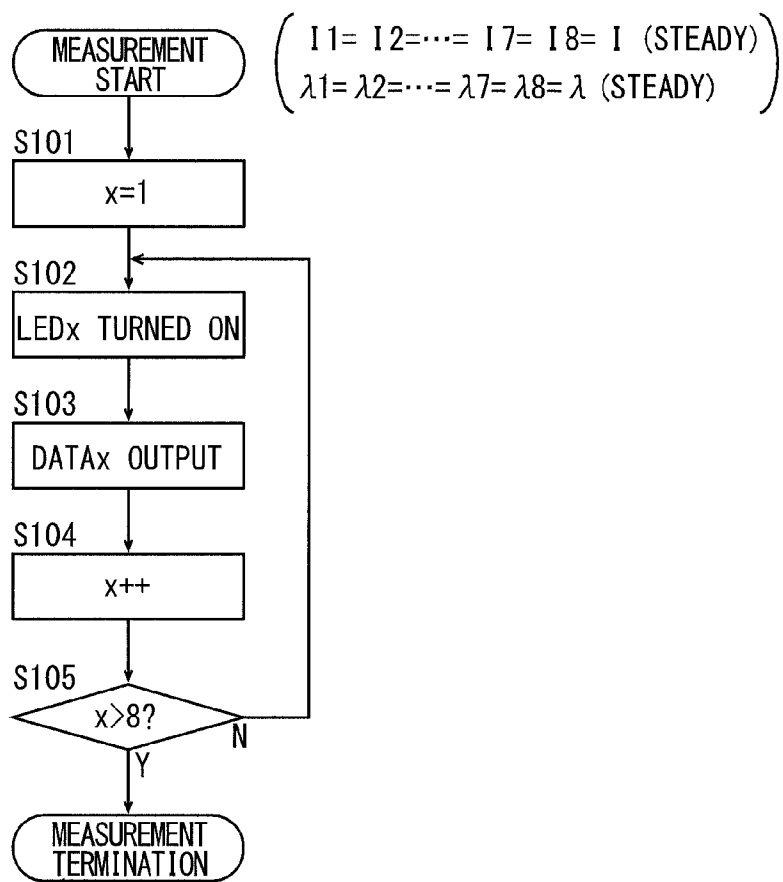 MEASUREMENT
START
I1= I2=⋯= I7= I8= I (STEADY)
λ1= λ2=⋯= λ7= λ8= λ (STEADY)
S101
x=1
S102
LEDx TURNED ON
S103
DATAx OUTPUT
S104
x++
S105
x>8?
N
Y
MEASUREMENT
TERMINATION